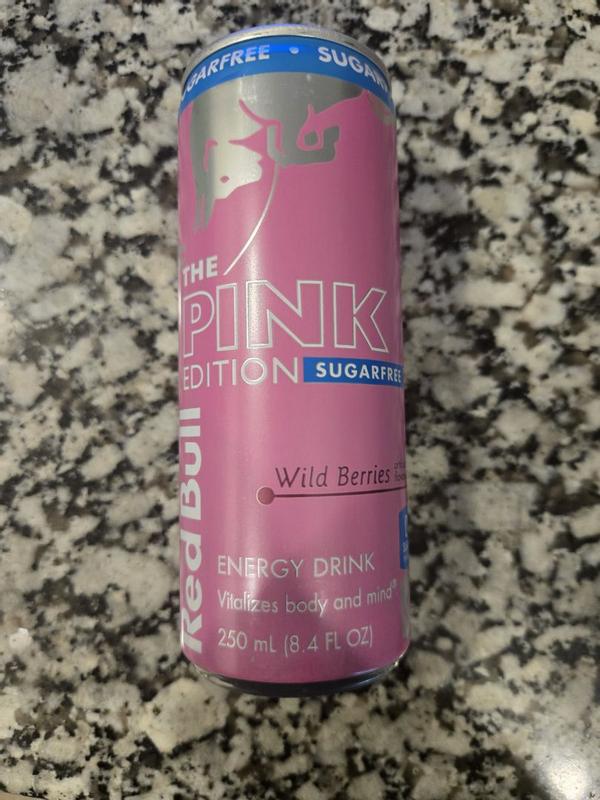 SUGARFREE • SUGAR
THE
PINK
EDITION SUGARFREE
Red Bull
Wild Berries
ENERGY DRINK
Vitalizes body and mind®
250 mL (8.4 FL OZ)